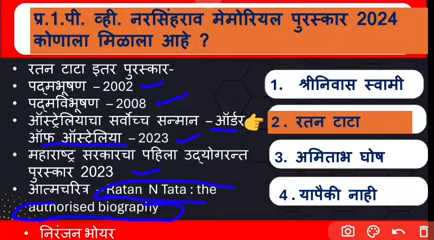 प्र.1.पी. व्ही. नरसिंहराव मेमोरियल पुरस्कार 2024
कोणाला मिळाला आहे ?
• रतन टाटा इतर पुरस्कार-
• पद्मभूषण – 2002
• पद्मविभूषण – 2008
• ऑस्ट्रेलियाचा सर्वोच्च सन्मान – ऑर्डर
ऑफ ऑस्टेलिया – 2023
• महाराष्ट्र सरकारचा पहिला उद्योगरत्न
पुरस्कार 2023
• आत्मचरित्र - Ratan N Tata : the
authorised biography
• निरंजन भोयर
1. श्रीनिवास स्वामी
2 . रतन टाटा
3. अमिताभ घोष
4 . यापैकी नाही